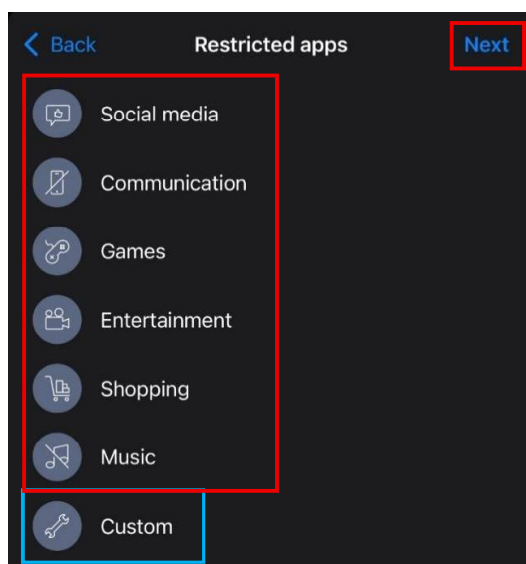 Back Restricted apps Next
Social media
Communication
Games
Entertainment
Shopping
Music
Custom